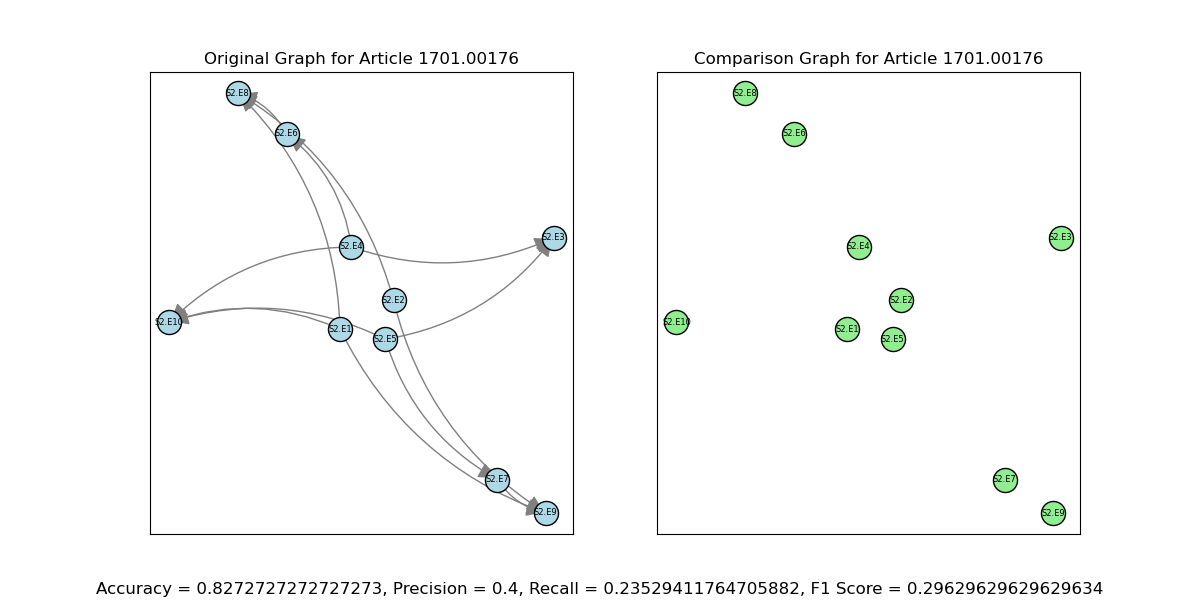 Original Graph for Article 1701.00176
Comparison Graph for Article 1701.00176
S2.E8
S2.E6
S2.E4
S2.E3
S2.E2
S2.E10
S2.E1
S2.E5
S2.E7
S2.E9
S2.E8
S2.E6
S2.E4
S2.E3
S2.E2
S2.E10
S2.E1
S2.E5
S2.E7
S2.E9
Accuracy = 0.8272727272727273, Precision = 0.4, Recall = 0.23529411764705882, F1 Score = 0.29629629629629634